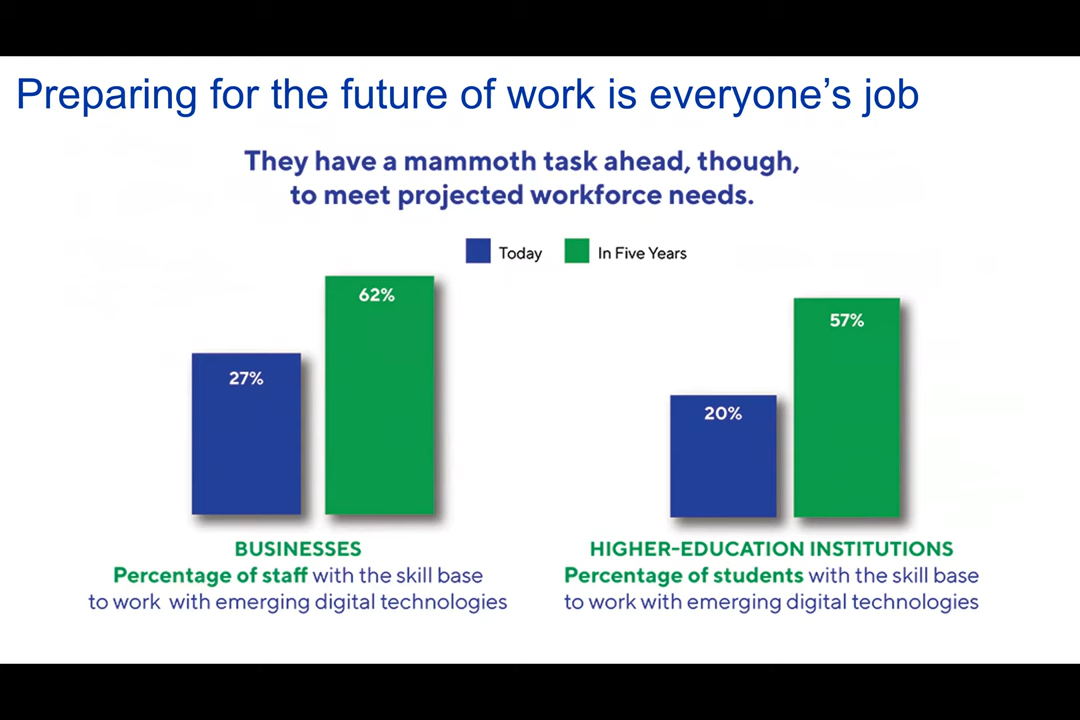 Preparing for the future of work is everyone’s job
They have a mammoth task ahead, though,
to meet projected workforce needs.
Today
In Five Years
62%
27%
57%
20%
BUSINESSES
Percentage of staff with the skill base
to work with emerging digital technologies
HIGHER-EDUCATION INSTITUTIONS
Percentage of students with the skill base
to work with emerging digital technologies